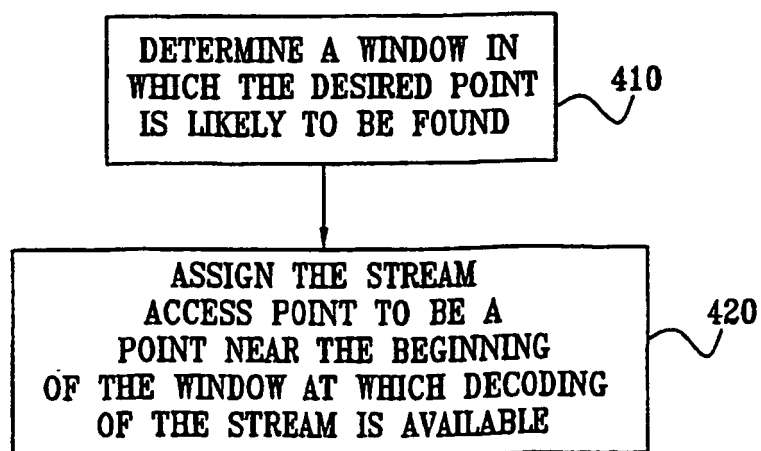 DETERMINE A WINDOW IN
WHICH THE DESIRED POINT
IS LIKELY TO BE FOUND
410
ASSIGN THE STREAM
ACCESS POINT TO BE A
POINT NEAR THE BEGINNING
OF THE WINDOW AT WHICH DECODING
OF THE STREAM IS AVAILABLE
420